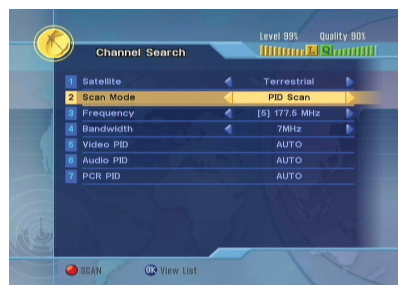 Level 99% Quality 90%
Channel Search
L Q
1 Satellite Terrestrial
2 Scan Mode PID Scan
3 Frequency [5] 177.5 MHz
4 Bandwidth 7MHz
5 Video PID AUTO
6 Audio PID AUTO
7 PCR PID AUTO
SCAN OK View List